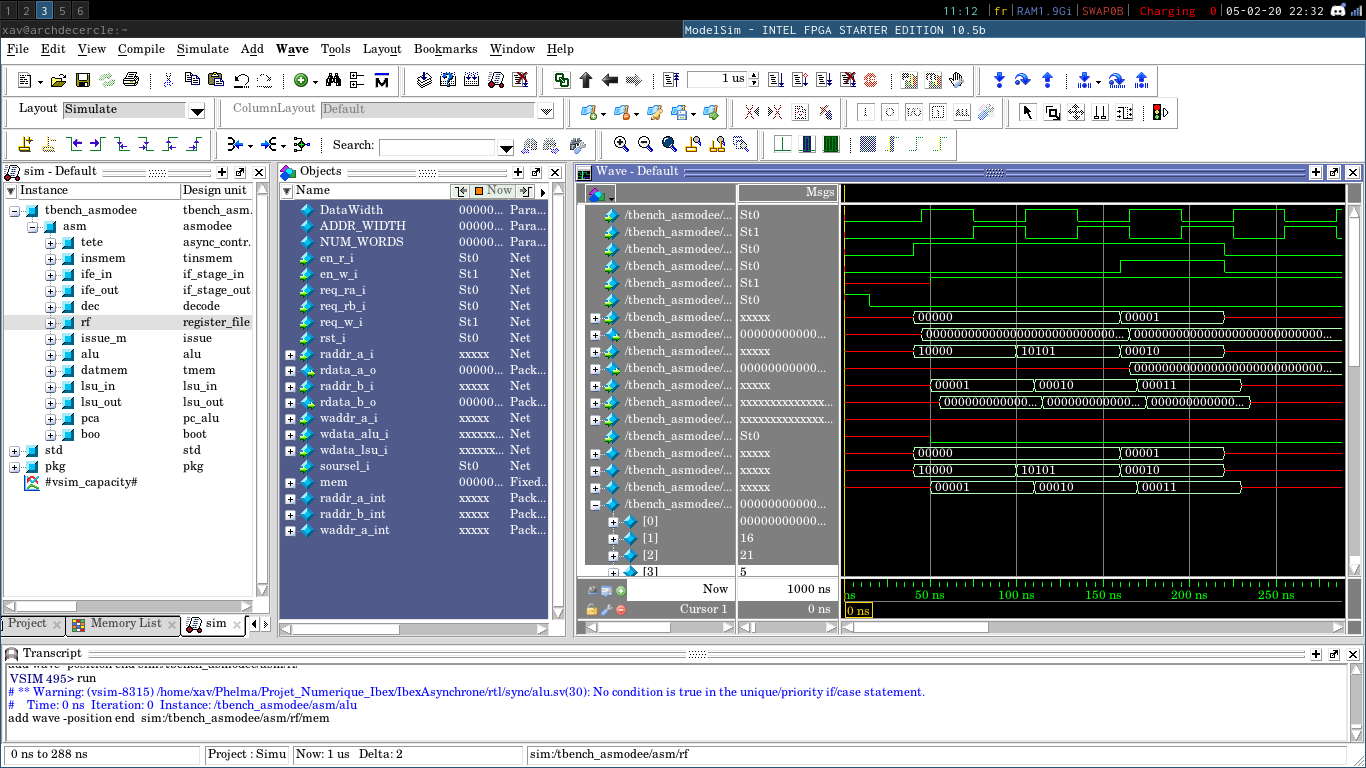 1 2 3 5 6 11:12 |fr |RAM1.9Gi |SWAP0B |Charging 0|05-02-20 22:32
xav@archdecercle:~ ModelSim - INTEL FPGA STARTER EDITION 10.5b
File Edit View Compile Simulate Add Wave Tools Layout Bookmarks Window Help
1 us
Layout Simulate ColumnLayout Default
Search:
sim - Default
Instance Design unit
tbench_asmodee tbench_asm.
asm asmodee
tete async_contr.
insmem tinsmem
ife_in if_stage_in
ife_out if_stage_out
dec decode
rf register_file
issue_m issue
alu alu
datmem tmem
lsu_in lsu_in
lsu_out lsu_out
pca pc_alu
boo boot
std std
pkg pkg
#vsim_capacity#
Project Memory List sim
Objects
Name Now
DataWidth 00000... Para...
ADDR_WIDTH 00000... Para...
NUM_WORDS 00000... Para...
en_r_i St0 Net
en_w_i St1 Net
req_ra_i St0 Net
req_rb_i St0 Net
req_w_i St1 Net
rst_i St0 Net
raddr_a_i xxxxx Net
rdata_a_o 00000... Pack...
raddr_b_i xxxxx Net
rdata_b_o 00000... Pack...
waddr_a_i xxxxx Net
wdata_alu_i xxxxxx... Net
wdata_lsu_i xxxxxx... Net
soursel_i St0 Net
mem 00000... Fixed...
raddr_a_int xxxxx Pack...
raddr_b_int xxxxx Pack...
waddr_a_int xxxxx Pack...
Wave - Default
Msgs
/tbench_asmodee/... St0
/tbench_asmodee/... St1
/tbench_asmodee/... St0
/tbench_asmodee/... St0
/tbench_asmodee/... St1
/tbench_asmodee/... St0
/tbench_asmodee/... xxxxx 00000 00001
/tbench_asmodee/... 00000000000...
/tbench_asmodee/... xxxxx 10000 10101 00010
/tbench_asmodee/... 00000000000...
/tbench_asmodee/... xxxxx 00001 00010 00011
/tbench_asmodee/... xxxxxxxxxxxxxx...
/tbench_asmodee/... xxxxxxxxxxxxxx...
/tbench_asmodee/... St0
/tbench_asmodee/... xxxxx 00000 00001
/tbench_asmodee/... xxxxx 10000 10101 00010
/tbench_asmodee/... xxxxx 00001 00010 00011
/tbench_asmodee/... 00000000000...
[0] 00000000000...
[1] 16
[2] 21
[3] 5
Now 1000 ns ns 50 ns 100 ns 150 ns 200 ns 250 ns
Cursor 1 0 ns 0 ns
Transcript
add wave -position end sim:/tbench_asmodee/asm/rf
VSIM 495> run
# ** Warning: (vsim-8315) /home/xav/Phelma/Projet_Numerique_Ibex/IbexAsynchrone/rtl/sync/alu.sv(30): No condition is true in the unique/priority if/case statement.
# Time: 0 ns Iteration: 0 Instance: /tbench_asmodee/asm/alu
add wave -position end sim:/tbench_asmodee/asm/rf/mem
0 ns to 288 ns Project : Simu Now: 1 us Delta: 2 sim:/tbench_asmodee/asm/rf